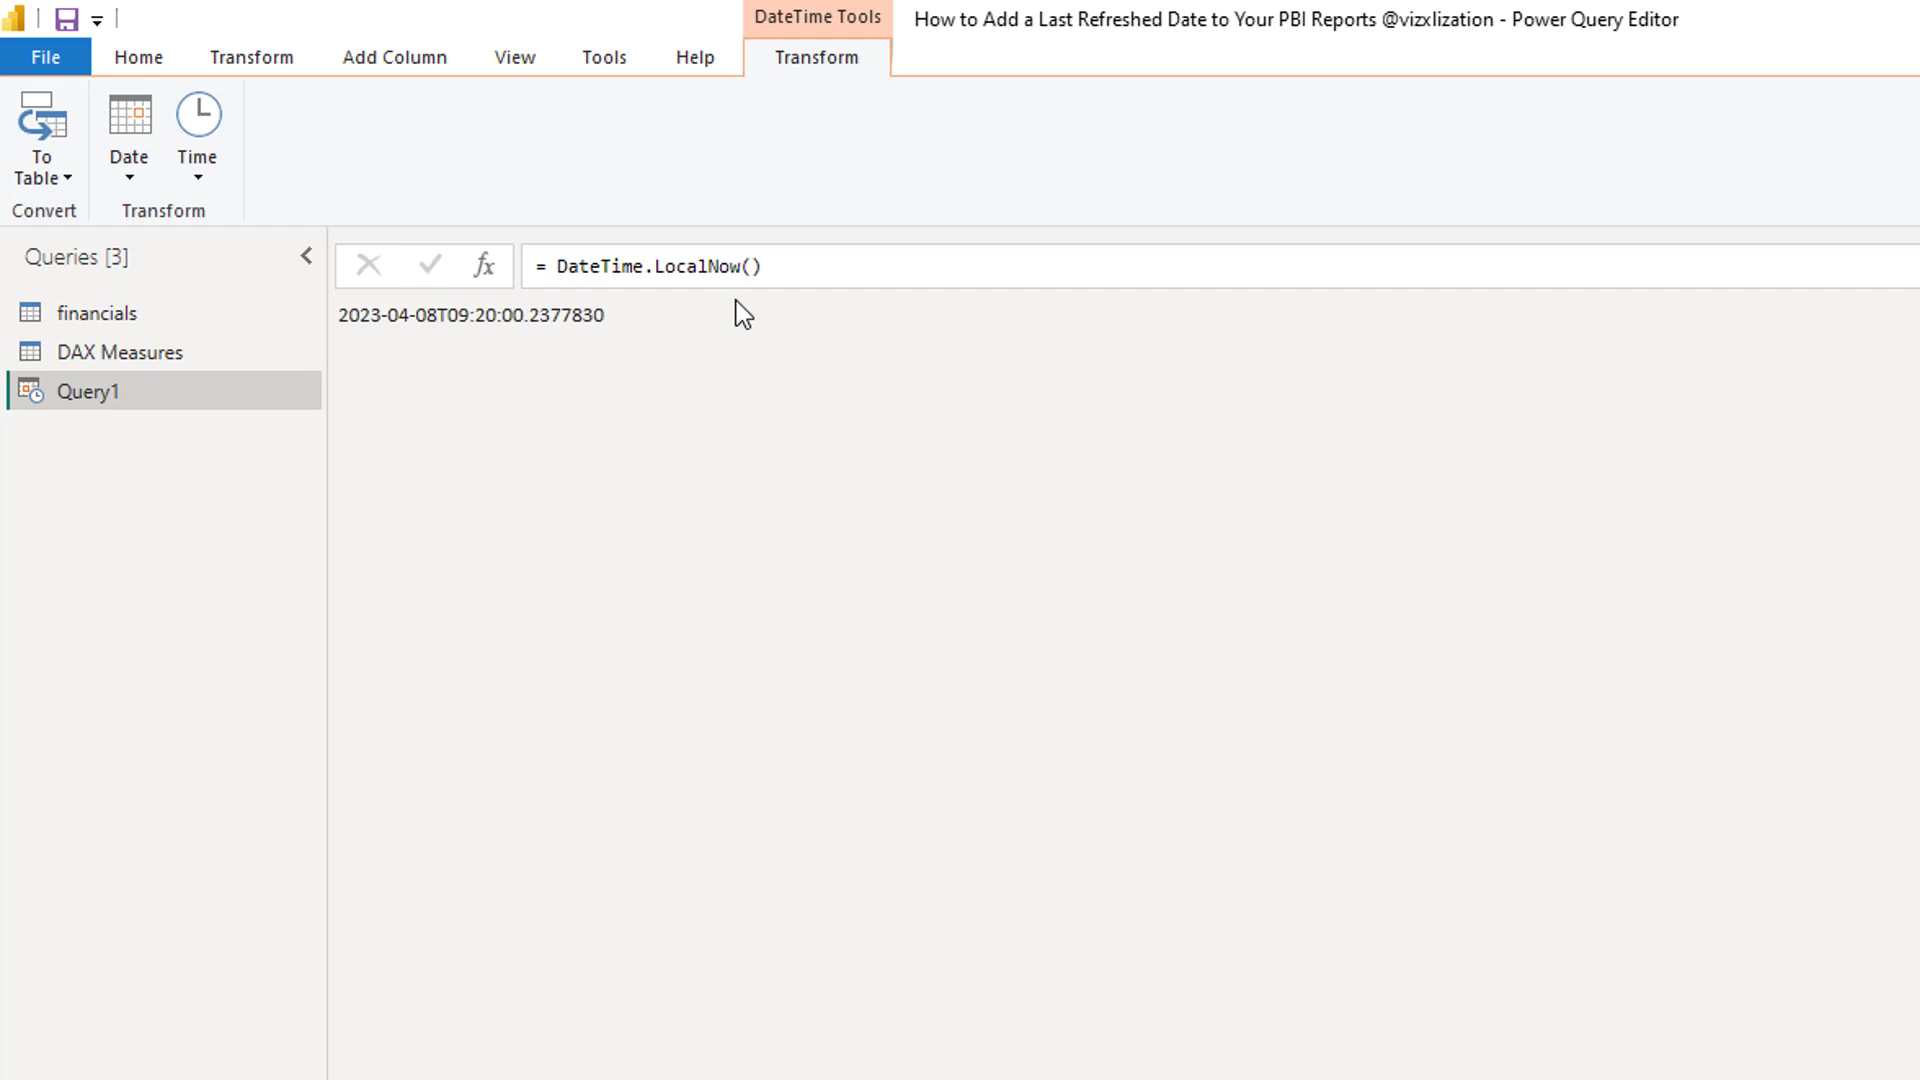 DateTime Tools
How to Add a Last Refreshed Date to Your PBI Reports @vizxlization - Power Query Editor
File Home Transform Add Column View Tools Help Transform
To Table
Date
Time
Convert
Transform
Queries [3]
fx
= DateTime.LocalNow()
2023-04-08T09:20:00.2377830
financials
DAX Measures
Query1